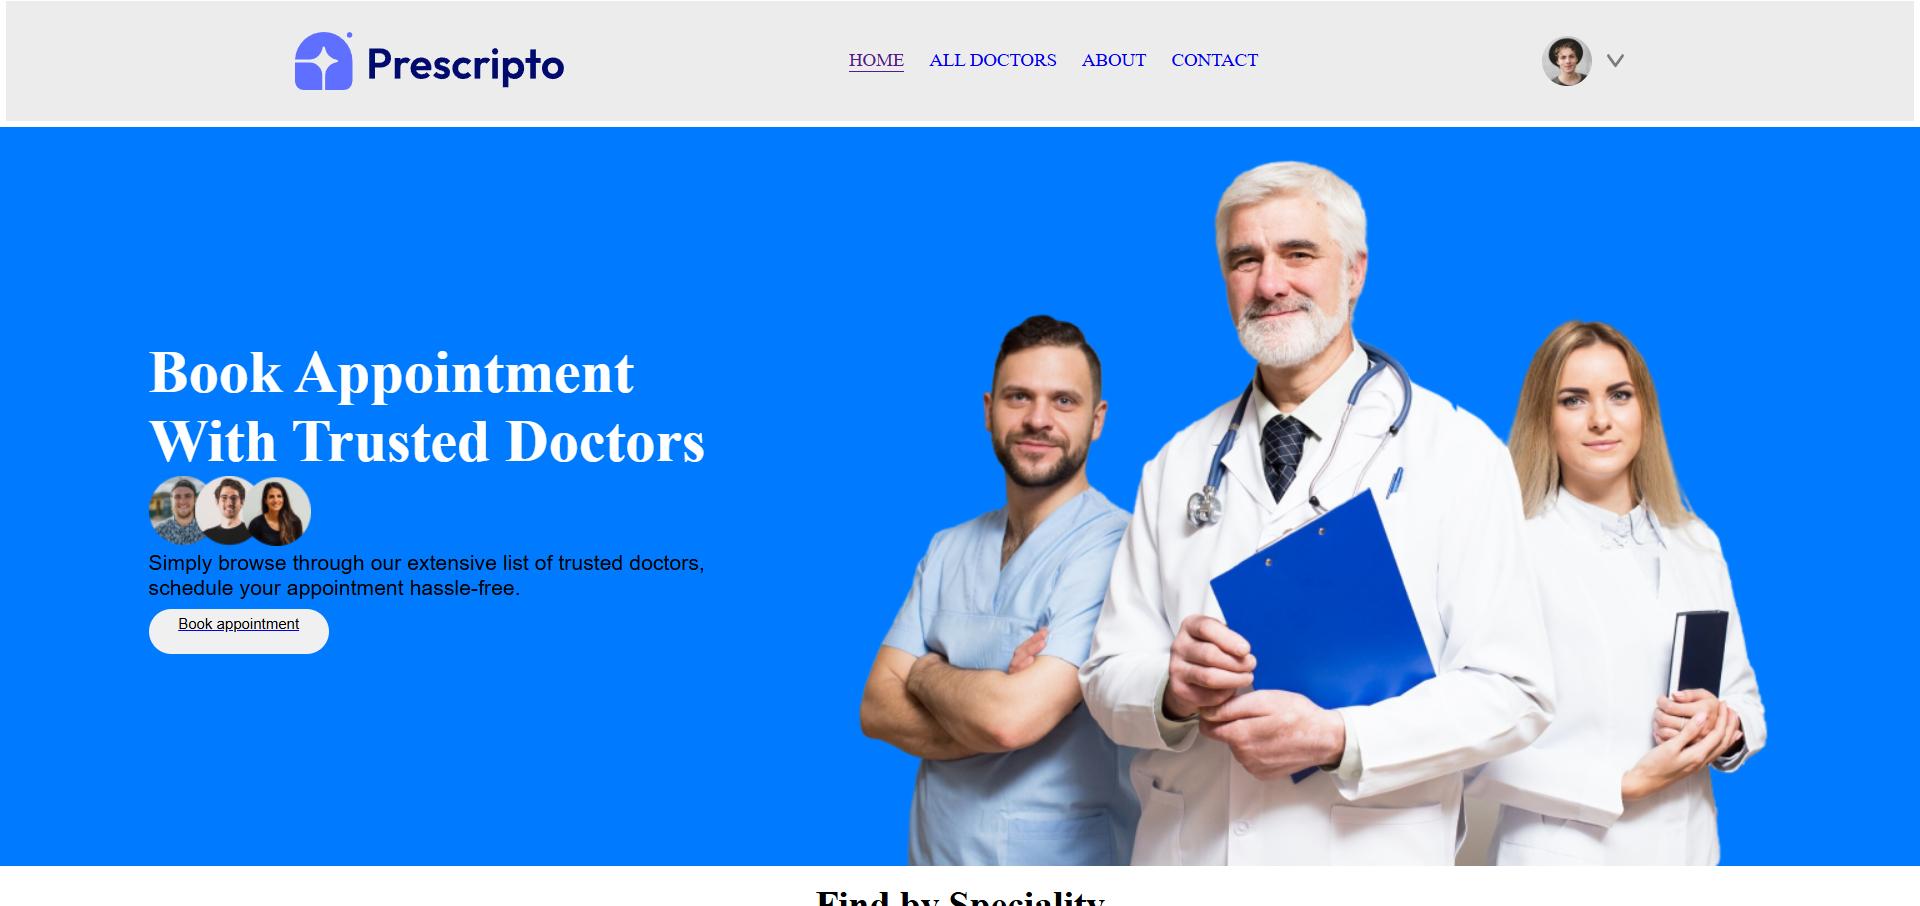 Prescripto
HOME ALL DOCTORS ABOUT CONTACT
Book Appointment
With Trusted Doctors
Simply browse through our extensive list of trusted doctors,
schedule your appointment hassle-free.
Book appointment
Find by Speciality